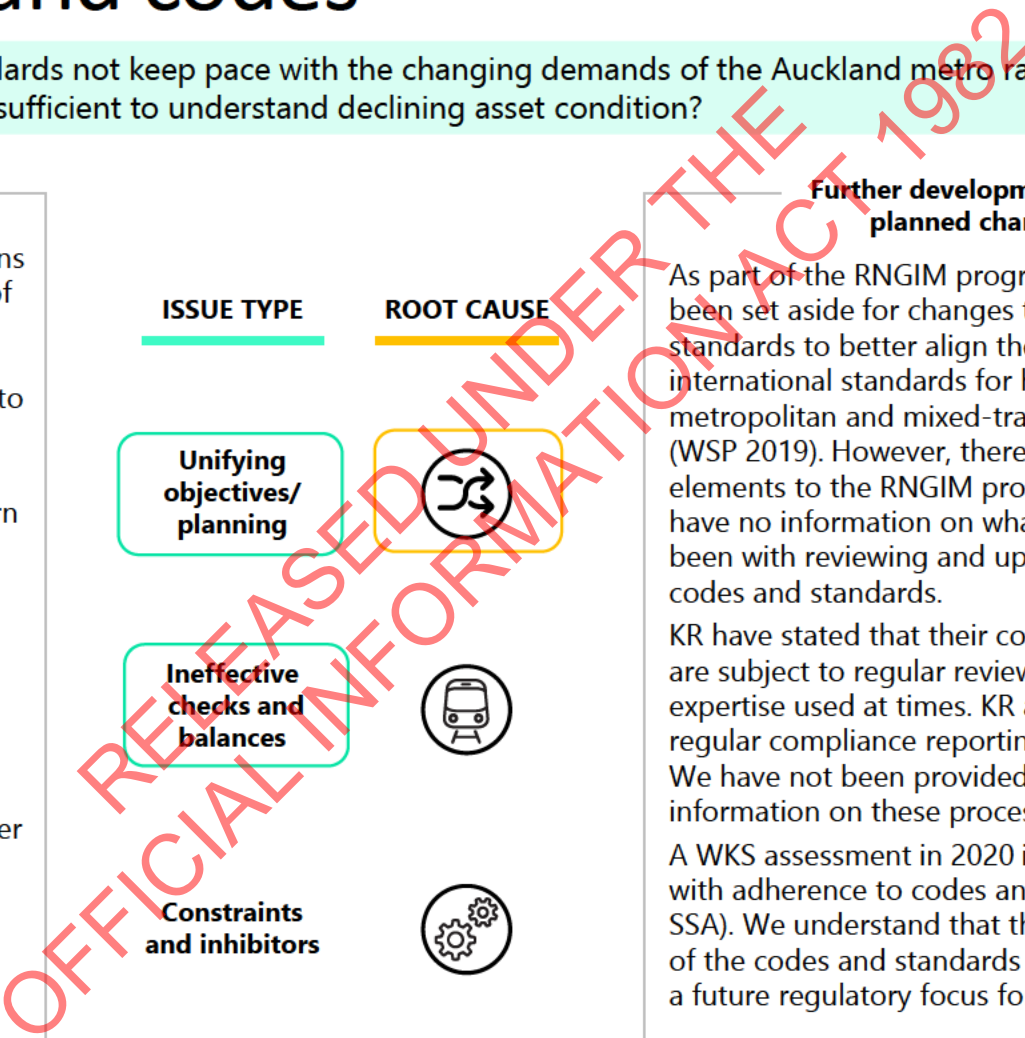 and codes
dards not keep pace with the changing demands of the Auckland metro ra
sufficient to understand declining asset condition?
ns
of
to
rn
er
ISSUE TYPE
ROOT CAUSE
Unifying
objectives/
planning
Ineffective
checks and
balances
Constraints
and inhibitors
Further developm
planned cha
As part of the RNGIM progr
been set aside for changes t
standards to better align the
international standards for
metropolitan and mixed-tra
(WSP 2019). However, there
elements to the RNGIM pro
have no information on wha
been with reviewing and up
codes and standards.
KR have stated that their co
are subject to regular review
expertise used at times. KR a
regular compliance reportin
We have not been provided
information on these proces
A WKS assessment in 2020 i
with adherence to codes an
SSA). We understand that th
of the codes and standards
a future regulatory focus fo
RELEASED UNDER THE
OFFICIAL INFORMATION ACT 1982